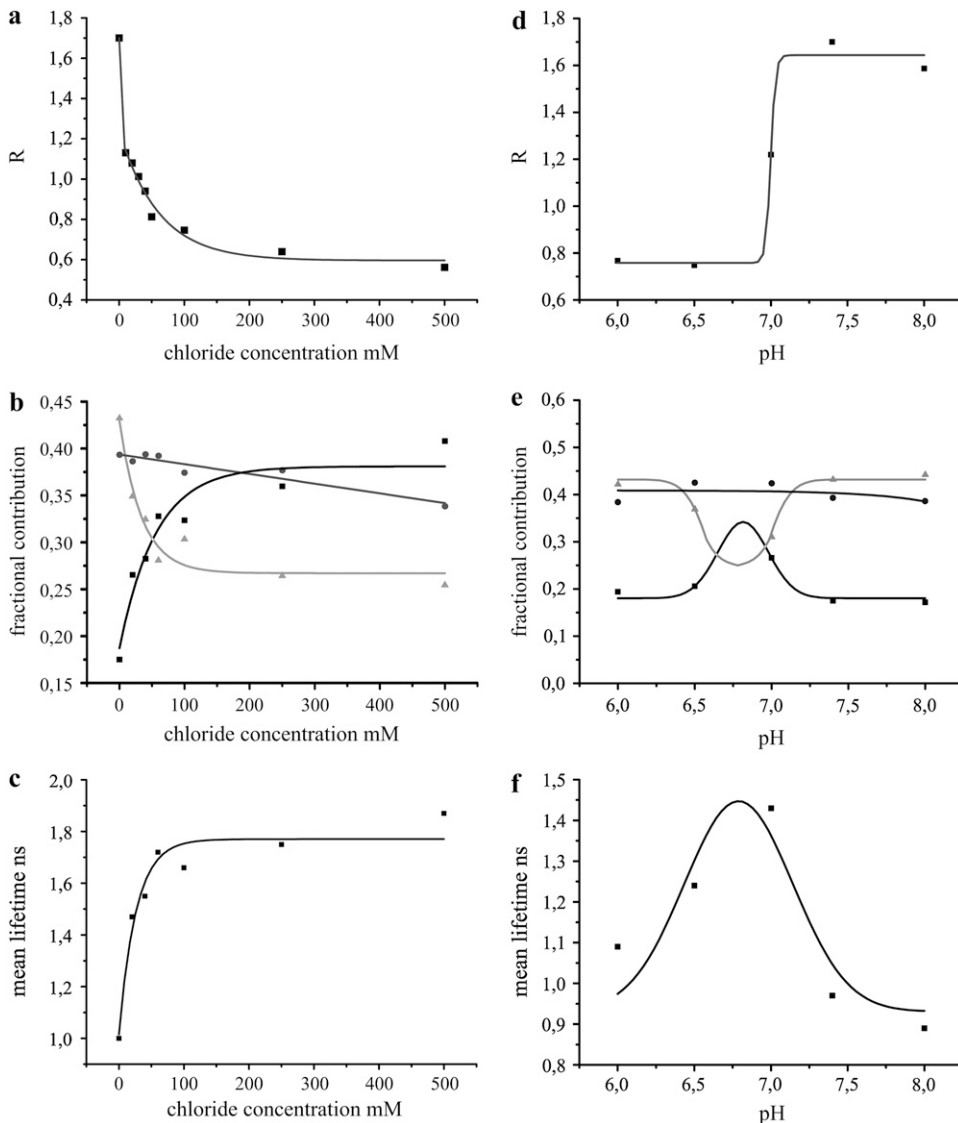 a
1,8
1,6
1,4
1,2
1,0
0,8
0,6
0,4
R
0 100 200 300 400 500
chloride concentration mM
d
1,8
1,6
1,4
1,2
1,0
0,8
0,6
R
6,0 6,5 7,0 7,5 8,0
pH
b
0,45
0,40
0,35
0,30
0,25
0,20
0,15
fractional contribution
0 100 200 300 400 500
chloride concentration mM
e
0,6
0,5
0,4
0,3
0,2
0,1
0,0
fractional contribution
6,0 6,5 7,0 7,5 8,0
pH
c
2,0
1,8
1,6
1,4
1,2
1,0
mean lifetime ns
0 100 200 300 400 500
chloride concentration mM
f
1,5
1,4
1,3
1,2
1,1
1,0
0,9
0,8
mean lifetime ns
6,0 6,5 7,0 7,5 8,0
pH